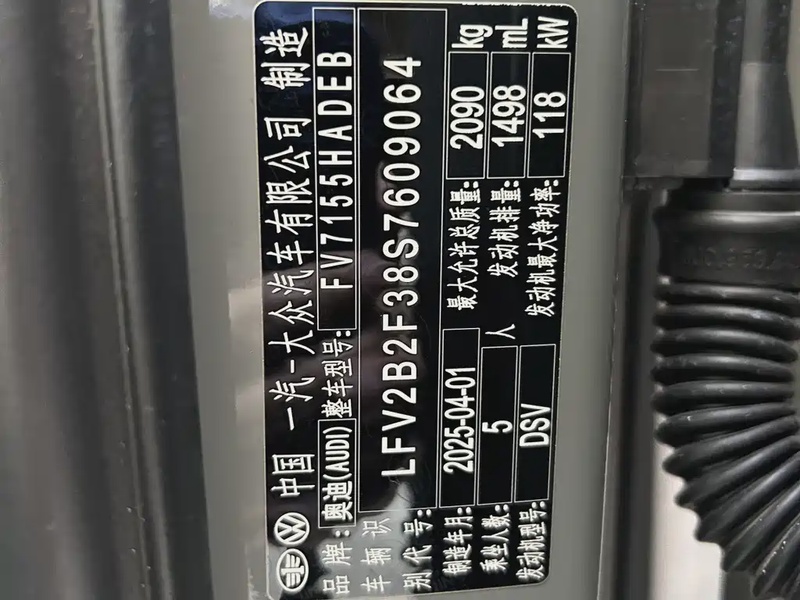 中国 一汽-大众汽车有限公司 制造
品牌: 奥迪(AUDI) 整车型号: FV7155HADEB
车辆识别代号: LFV2B2F38S7609064
制造年月: 2025-04-01 最大允许总质量: 2090 kg
乘坐人数: 5 人 发动机排量: 1498 mL
发动机型号: DSV 发动机最大净功率: 118 kW